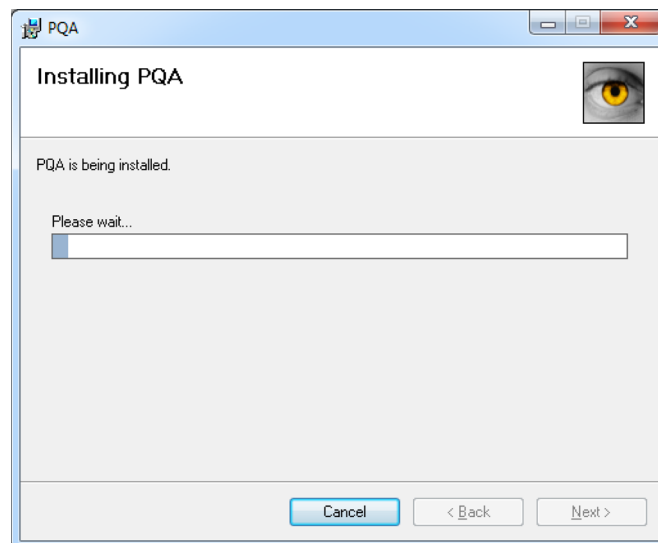 PQA
Installing PQA
PQA is being installed.
Please wait...
Cancel
< Back
Next >